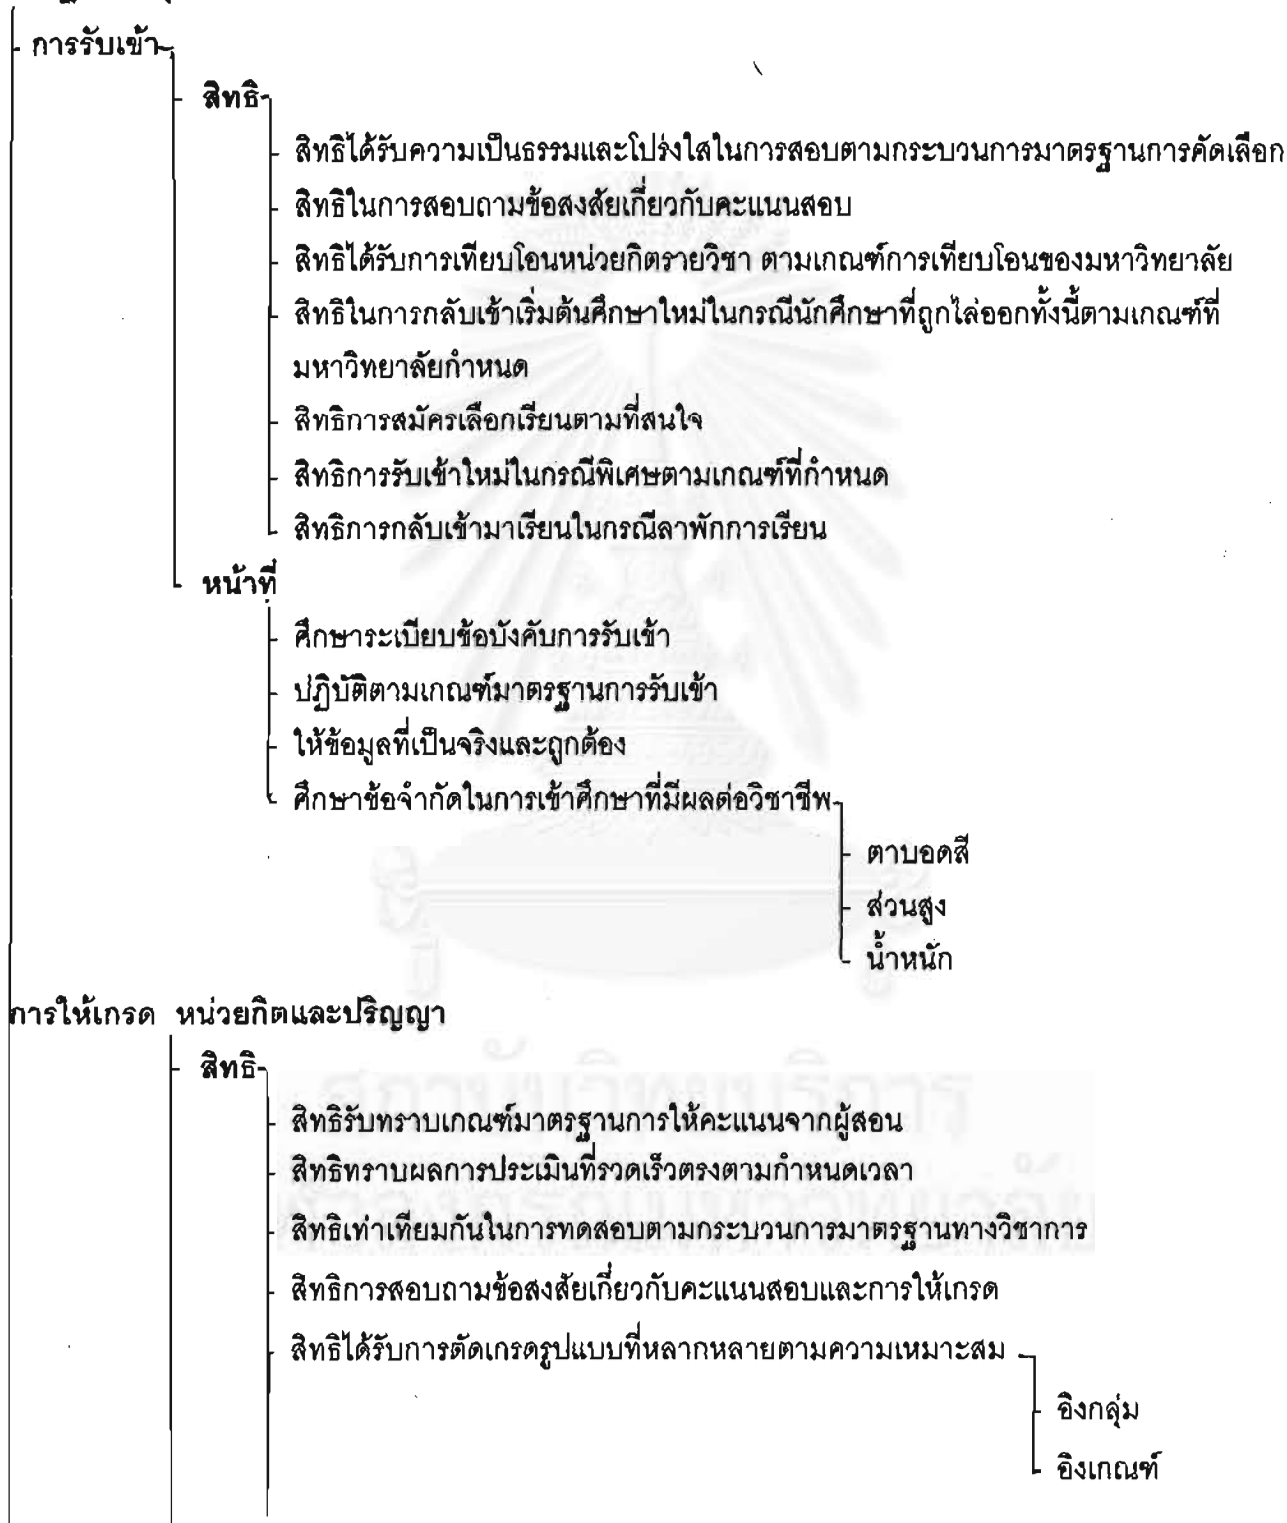 การรับเข้า
สิทธิ
สิทธิได้รับความเป็นธรรมและโปร่งใสในการสอบตามกระบวนการมาตรฐานการคัดเลือก
สิทธิในการสอบถามข้อสงสัยเกี่ยวกับคะแนนสอบ
สิทธิได้รับการเทียบโอนหน่วยกิตรายวิชา ตามเกณฑ์การเทียบโอนของมหาวิทยาลัย
สิทธิในการกลับเข้าเริ่มต้นศึกษาใหม่ในกรณีนักศึกษาที่ถูกไล่ออกทั้งนี้ตามเกณฑ์ที่
มหาวิทยาลัยกำหนด
สิทธิการสมัครเลือกเรียนตามที่สนใจ
สิทธิการรับเข้าใหม่ในกรณีพิเศษตามเกณฑ์ที่กำหนด
สิทธิการกลับเข้ามาเรียนในกรณีลาพักการเรียน
หน้าที่
ศึกษาระเบียบข้อบังคับการรับเข้า
ปฏิบัติตามเกณฑ์มาตรฐานการรับเข้า
ให้ข้อมูลที่เป็นจริงและถูกต้อง
ศึกษาข้อจำกัดในการเข้าศึกษาที่มีผลต่อวิชาชีพ
ตาบอดสี
ส่วนสูง
น้ำหนัก
การให้เกรด หน่วยกิตและปริญญา
สิทธิ
สิทธิรับทราบเกณฑ์มาตรฐานการให้คะแนนจากผู้สอน
สิทธิทราบผลการประเมินที่รวดเร็วตรงตามกำหนดเวลา
สิทธิเท่าเทียมกันในการทดสอบตามกระบวนการมาตรฐานทางวิชาการ
สิทธิการสอบถามข้อสงสัยเกี่ยวกับคะแนนสอบและการให้เกรด
สิทธิได้รับการตัดเกรดรูปแบบที่หลากหลายตามความเหมาะสม
อิงกลุ่ม
อิงเกณฑ์